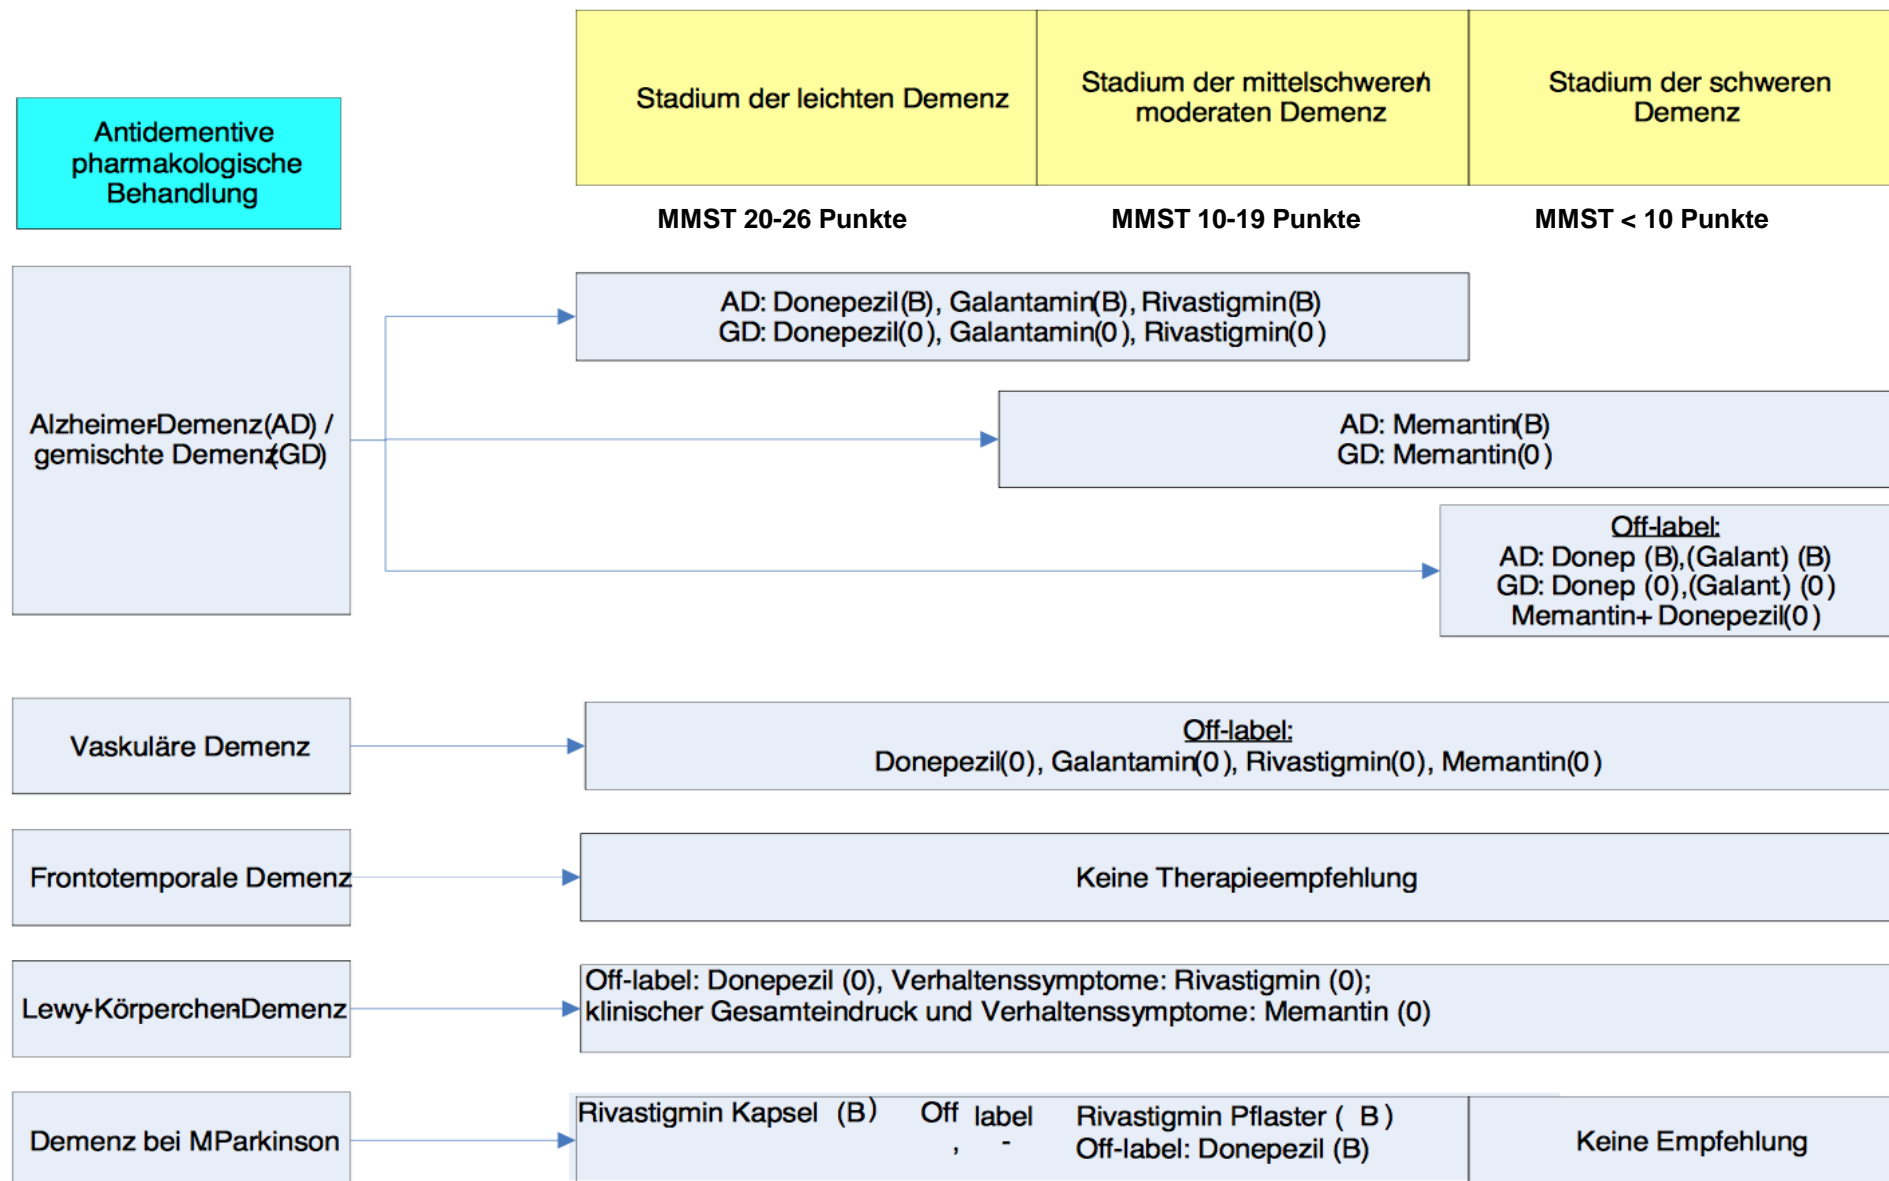 Antidementive
pharmakologische
Behandlung
Stadium der leichten Demenz
Stadium der mittelschweren/
moderaten Demenz
Stadium der schweren
Demenz
MMST 20-26 Punkte
MMST 10-19 Punkte
MMST < 10 Punkte
Alzheimer-Demenz (AD) /
gemischte Demenz (GD)
AD: Donepezil(B), Galantamin(B), Rivastigmin(B)
GD: Donepezil(0), Galantamin(0), Rivastigmin(0)
AD: Memantin(B)
GD: Memantin(0)
Off-label:
AD: Donep (B),(Galant) (B)
GD: Donep (0),(Galant) (0)
Memantin+ Donepezil(0)
Vaskuläre Demenz
Off-label:
Donepezil(0), Galantamin(0), Rivastigmin(0), Memantin(0)
Frontotemporale Demenz
Keine Therapieempfehlung
Lewy-Körperchen-Demenz
Off-label: Donepezil (0), Verhaltenssymptome: Rivastigmin (0);
klinischer Gesamteindruck und Verhaltenssymptome: Memantin (0)
Demenz bei M.Parkinson
Rivastigmin Kapsel (B) , Off-label Rivastigmin Pflaster ( B )
Off-label: Donepezil (B)
Keine Empfehlung